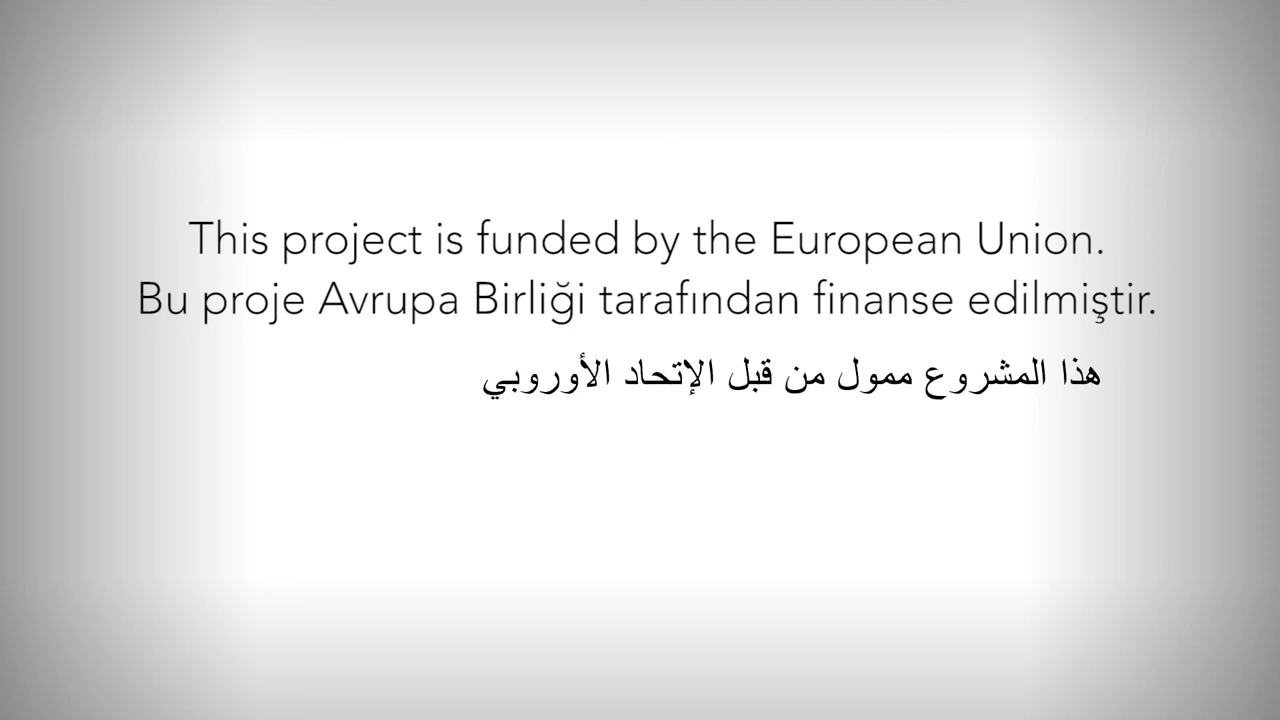 This project is funded by the European Union.
Bu proje Avrupa Birliği tarafından finanse edilmiştir.
هذا المشروع ممول من قبل الإتحاد الأوروبي